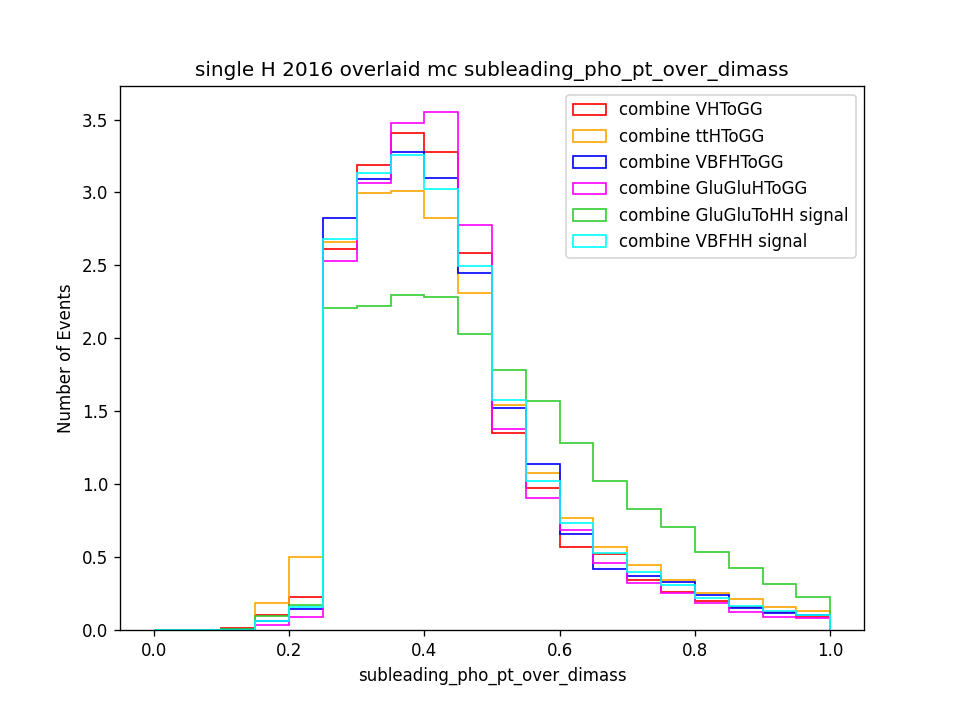 single H 2016 overlaid mc subleading_pho_pt_over_dimass
combine VHToGG
combine ttHToGG
combine VBFHToGG
combine GluGluHToGG
combine GluGluToHH signal
combine VBFHH signal
Number of Events
3.5
3.0
2.5
2.0
1.5
1.0
0.5
0.0
0.0 0.2 0.4 0.6 0.8 1.0
subleading_pho_pt_over_dimass